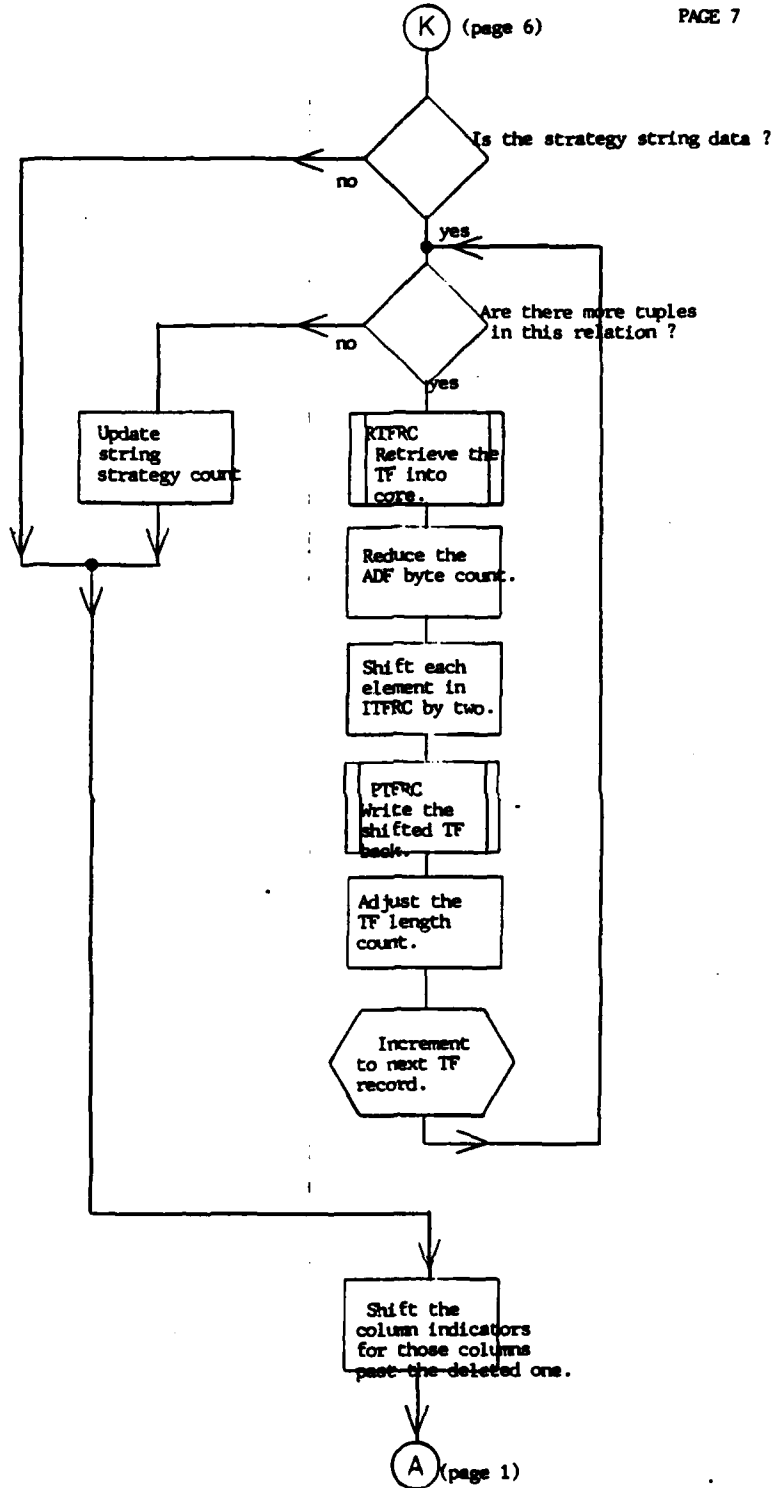 K (page 6)
PAGE 7
Is the strategy string data ?
no
yes
Are there more tuples
in this relation ?
no
yes
Update
string
strategy count
RTFRC
Retrieve the
TF into
core.
Reduce the
ADF byte count.
Shift each
element in
ITFRC by two.
PTFRC
Write the
shifted TF
back.
Adjust the
TF length
count.
Increment
to next TF
record.
Shift the
column indicators
for those columns
past the deleted one.
A (page 1)